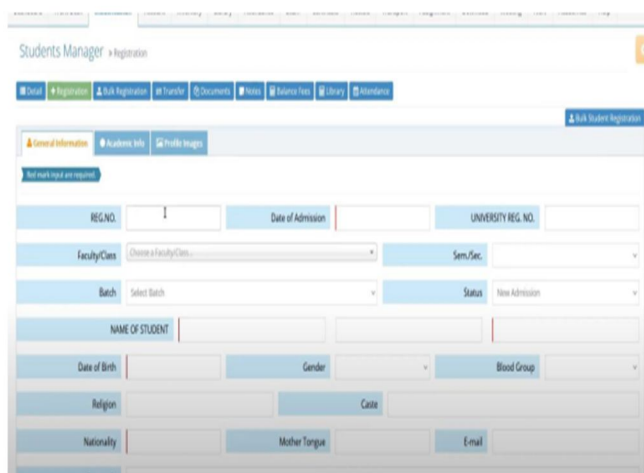 Students Manager » Registration
Detail Registration Bulk Registration Transfer Documents Notes Balance Fees Library Attendance
Bulk Student Registration
General Information Academic Info Profile Images
Red mark input are required.
REG.NO. Date of Admission UNIVERSITY REG. NO.
Faculty/Class Choose a Faculty/Class... Sem./Sec.
Batch Select Batch Status New Admission
NAME OF STUDENT
Date of Birth Gender Blood Group
Religion Caste
Nationality Mother Tongue E-mail